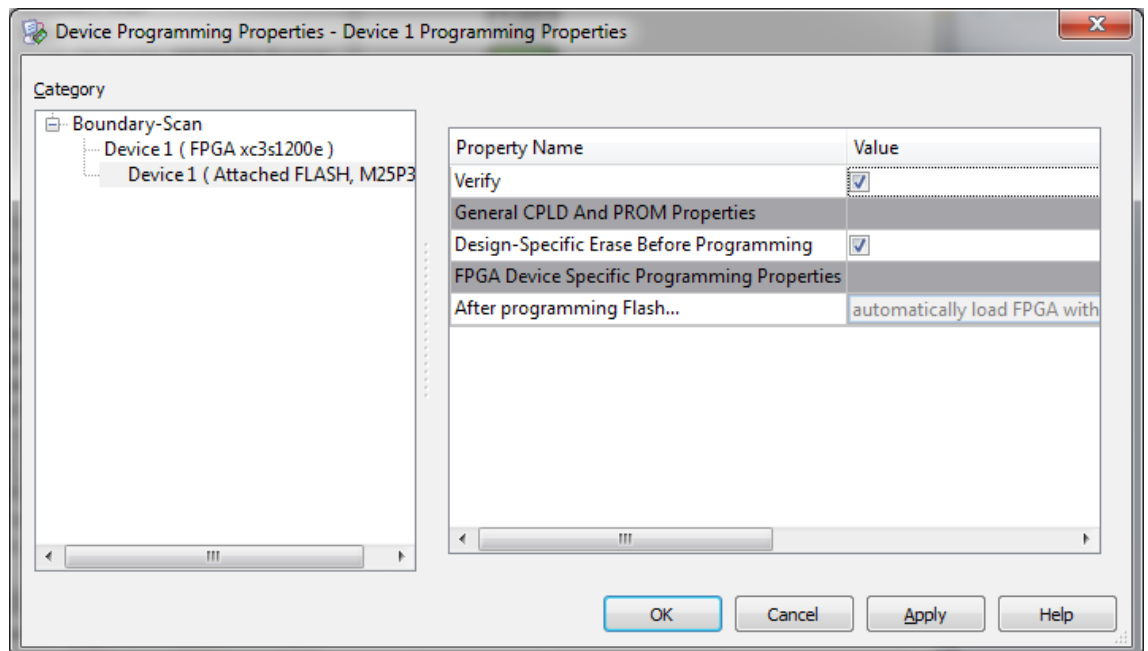 Device Programming Properties - Device 1 Programming Properties
Category
Boundary-Scan
Device 1 ( FPGA xc3s1200e )
Device 1 ( Attached FLASH, M25P3
Property Name Value
Verify
General CPLD And PROM Properties
Design-Specific Erase Before Programming
FPGA Device Specific Programming Properties
After programming Flash... automatically load FPGA with
OK Cancel Apply Help